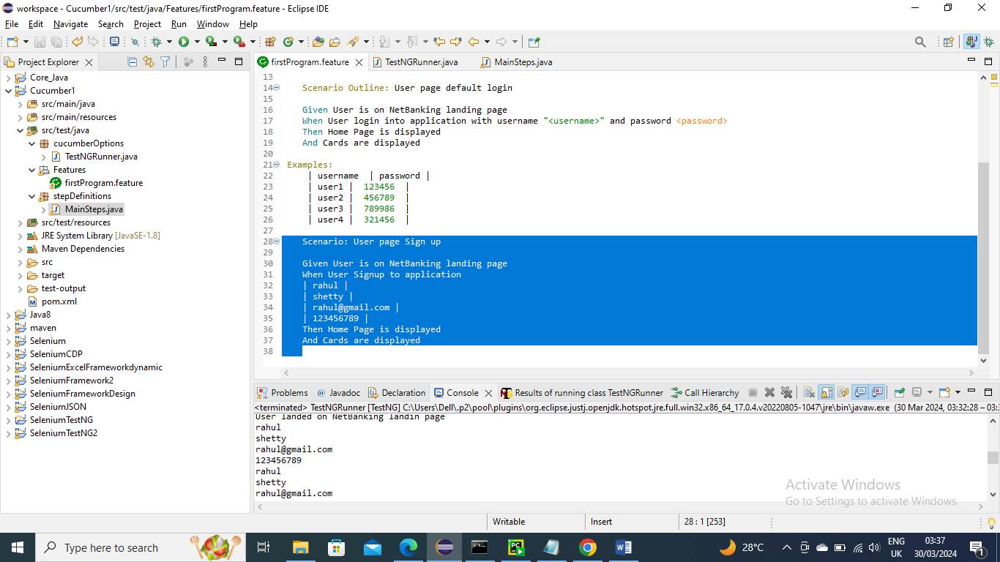 workspace - Cucumber1/src/test/java/Features/firstProgram.feature - Eclipse IDE
File Edit Navigate Search Project Run Window Help
Project Explorer
firstProgram.feature
TestNGRunner.java
MainSteps.java
Core_Java
Cucumber1
src/main/java
src/main/resources
src/test/java
cucumberOptions
TestNGRunner.java
Features
firstProgram.feature
stepDefinitions
MainSteps.java
src/test/resources
JRE System Library [JavaSE-1.8]
Maven Dependencies
src
target
test-output
pom.xml
Java8
maven
Selenium
SeleniumCDP
SeleniumExcelFrameworkdynamic
SeleniumFramework2
SeleniumFrameworkDesign
SeleniumJSON
SeleniumTestNG
SeleniumTestNG2
13
14 Scenario Outline: User page default login
15
16 Given User is on NetBanking landing page
17 When User login into application with username "<username>" and password <password>
18 Then Home Page is displayed
19 And Cards are displayed
20
21 Examples:
22 | username | password |
23 | user1 | 123456 |
24 | user2 | 456789 |
25 | user3 | 789986 |
26 | user4 | 321456 |
27
28 Scenario: User page Sign up
29
30 Given User is on NetBanking landing page
31 When User Signup to application
32 | rahul |
33 | shetty |
34 | rahul@gmail.com |
35 | 123456789 |
36 Then Home Page is displayed
37 And Cards are displayed
38
Problems @ Javadoc Declaration Console Results of running class TestNGRunner Call Hierarchy
<terminated> TestNGRunner [TestNG] C:\Users\Dell\.p2\pool\plugins\org.eclipse.justj.openjdk.hotspot.jre.full.win32.x86_64_17.0.4.v20220805-1047\jre\bin\javaw.exe (30 Mar 2024, 03:32:28 – 03:
User landed on NetBanking landin page
rahul
shetty
rahul@gmail.com
123456789
rahul
shetty
rahul@gmail.com
Activate Windows
Go to Settings to activate Windows.
Writable Insert 28 : 1 [253]
Type here to search
28°C
ENG
UK
03:37
30/03/2024
1